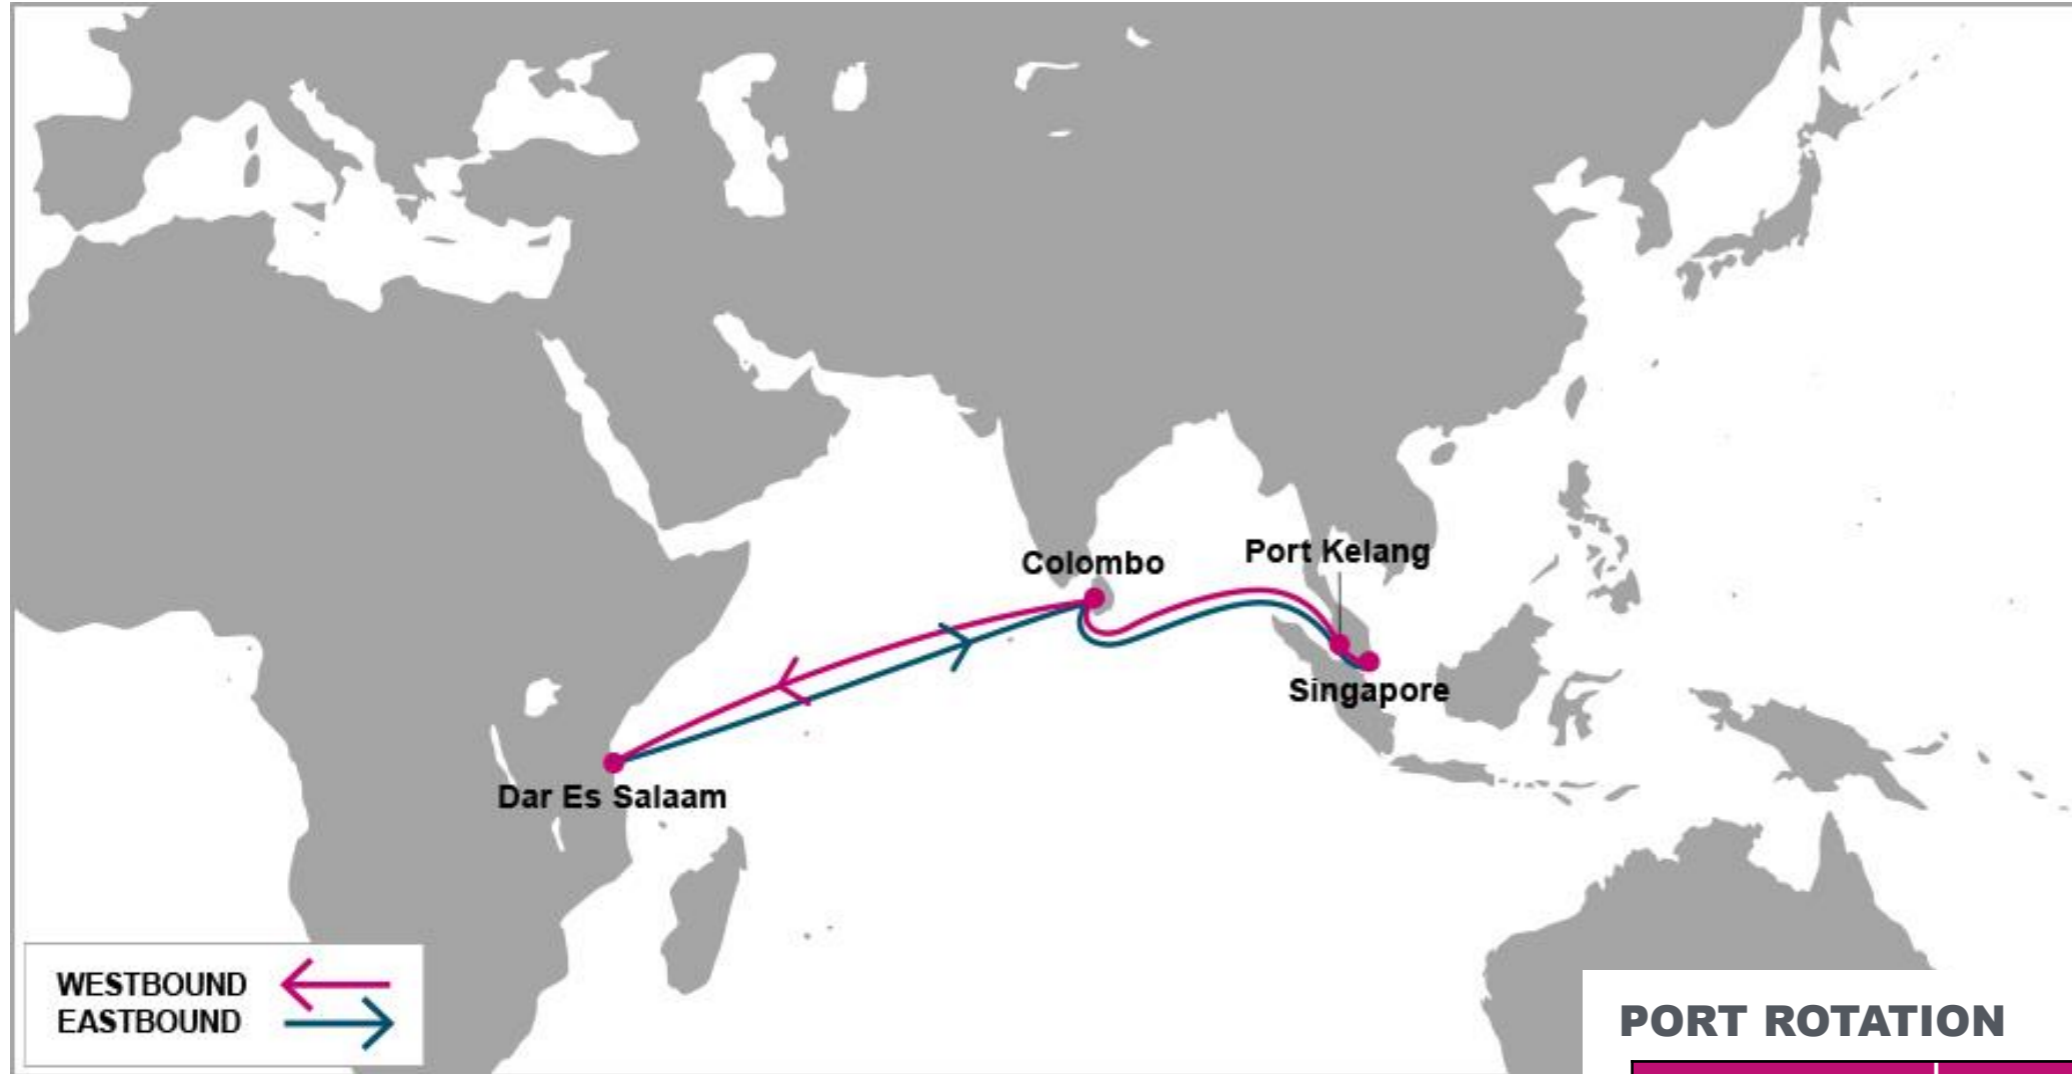 Colombo
Port Kelang
Singapore
Dar Es Salaam
WESTBOUND
EASTBOUND
PORT ROTATION